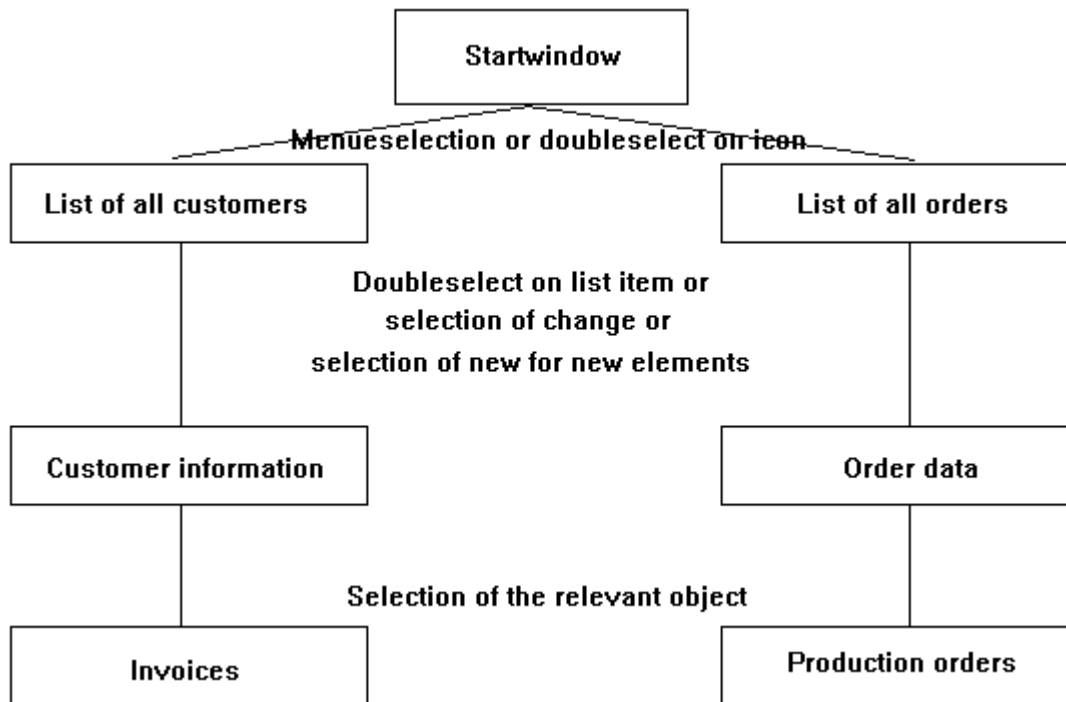 Startwindow
Menueselection or doubleselect on icon
List of all customers
List of all orders
Doubleselect on list item or
selection of change or
selection of new for new elements
Customer information
Order data
Selection of the relevant object
Invoices
Production orders